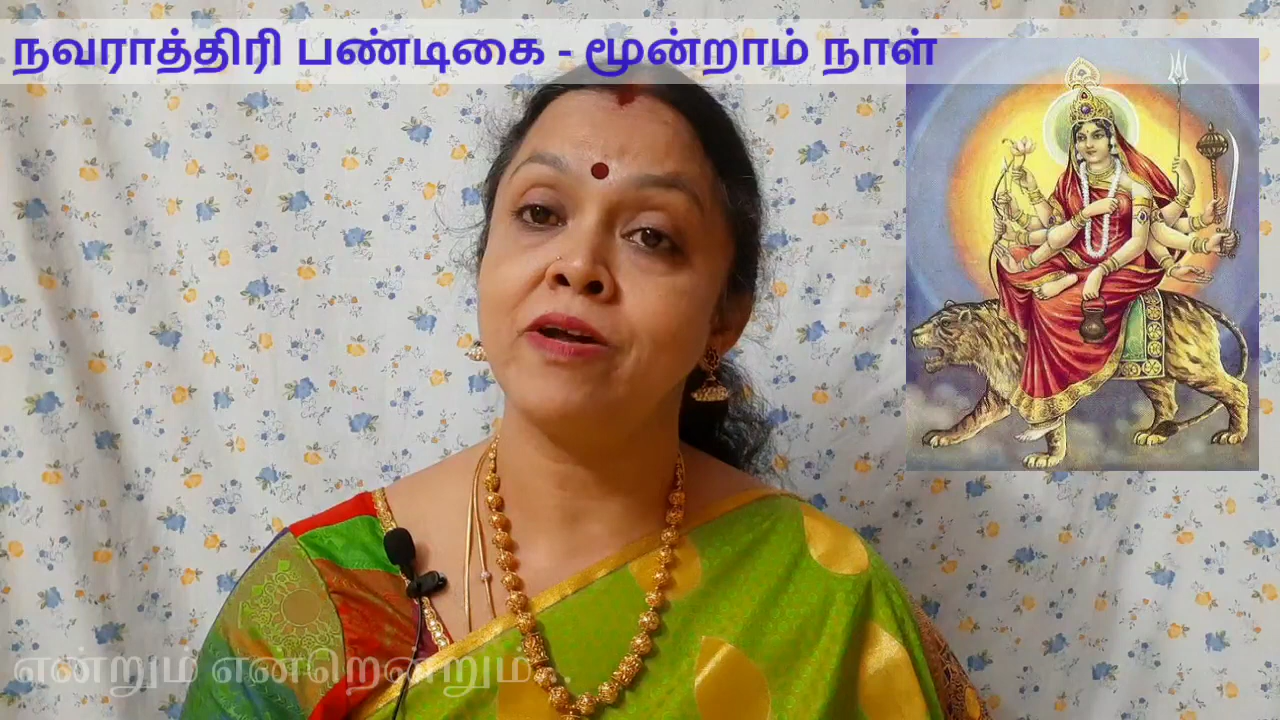 நவராத்திரி பண்டிகை - மூன்றாம் நாள்
என்றும் என்றென்றும்...